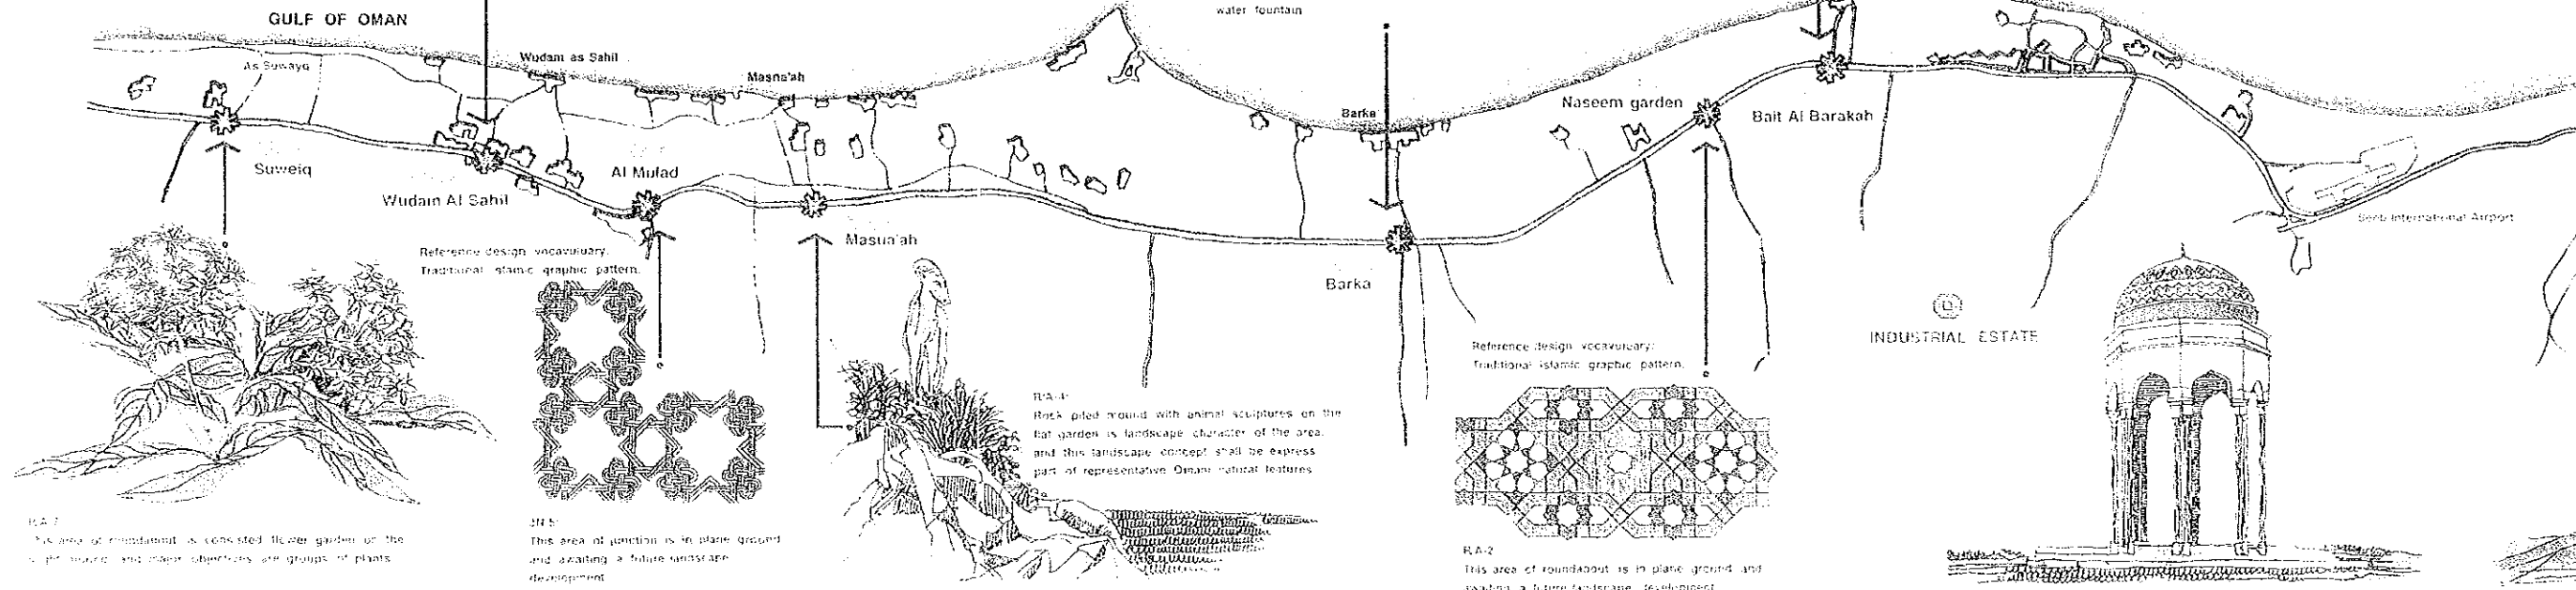 GULF OF OMAN
water fountain
Wudam as Sahil
As Suwayq
Masna'ah
Barka
Naseem garden
Bait Al Barakah
Suweiq
Al Mulad
Wudam Al Sahil
Masna'ah
Seeb International Airport
Barka
INDUSTRIAL ESTATE
Reference design vocavuluary:
Traditional islamic graphic pattern.
Reference design vocavuluary:
Traditional islamic graphic pattern.
R/A-4:
Rock piled mound with animal sculptures on the
flat garden is landscape character of the area.
and this landscape concept shall be express
part of representative Omani natural features
R/A-7
This area of roundabout is consisted flower garden on the
mound and major objectives are groups of plants
JN-5:
This area of junction is in plane ground
and awaiting a future landscape
development
R/A-2
This area of roundabout is in plane ground and
awaiting a future landscape development